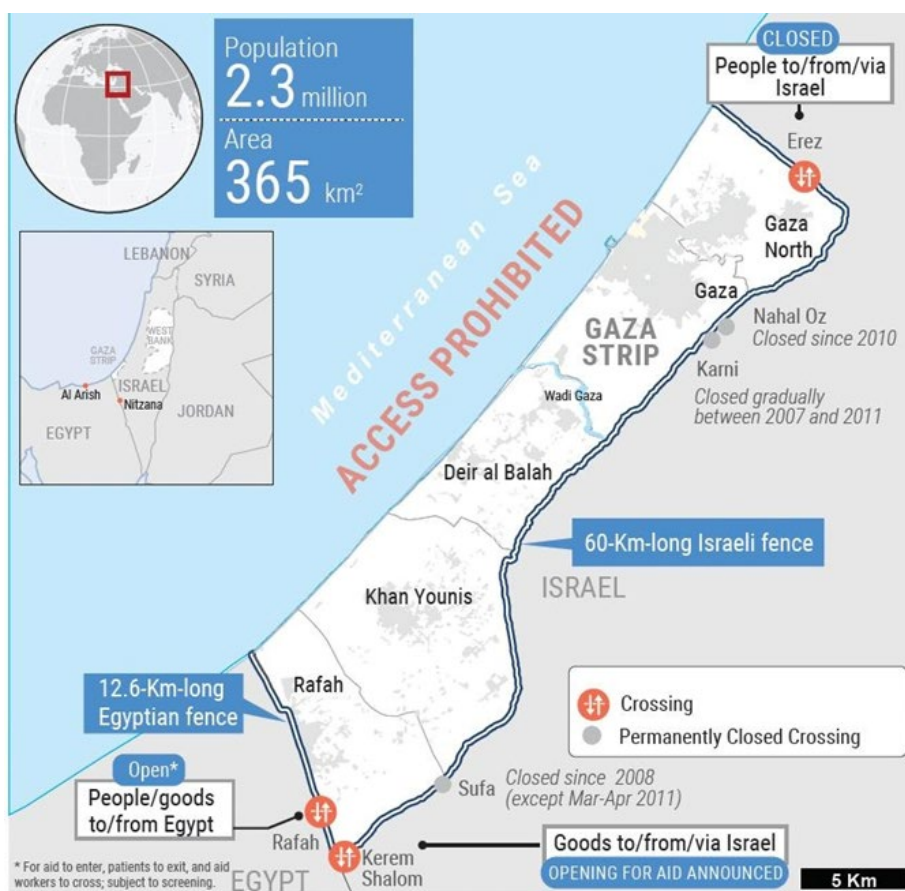 Population
2.3 million
Area
365 km²
CLOSED
People to/from/via
Israel
Erez
Mediterranean Sea
ACCESS PROHIBITED
LEBANON
SYRIA
WEST
BANK
GAZA
STRIP
ISRAEL
Al Arish
Nitzana
JORDAN
EGYPT
Gaza
North
Gaza
Nahal Oz
Closed since 2010
GAZA
STRIP
Karni
Closed gradually
between 2007 and 2011
Wadi Gaza
Deir al Balah
60-Km-long Israeli fence
ISRAEL
Khan Younis
Rafah
12.6-Km-long
Egyptian fence
Crossing
Permanently Closed Crossing
Open*
People/goods
to/from Egypt
Rafah
Sufa
Closed since 2008
(except Mar-Apr 2011)
Kerem
Shalom
Goods to/from/via Israel
OPENING FOR AID ANNOUNCED
* For aid to enter, patients to exit, and aid
workers to cross; subject to screening.
EGYPT
5 Km